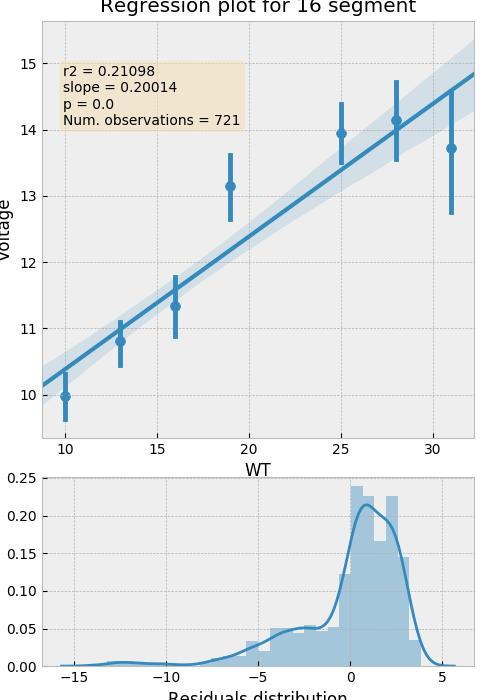 Regression plot for 16 segment
15
14
13
12
11
10
r2 = 0.21098
slope = 0.20014
p = 0.0
Num. observations = 721
voltage
10 15 20 25 30
WT
0.25
0.20
0.15
0.10
0.05
0.00
−15 −10 −5 0 5
Residuals distribution